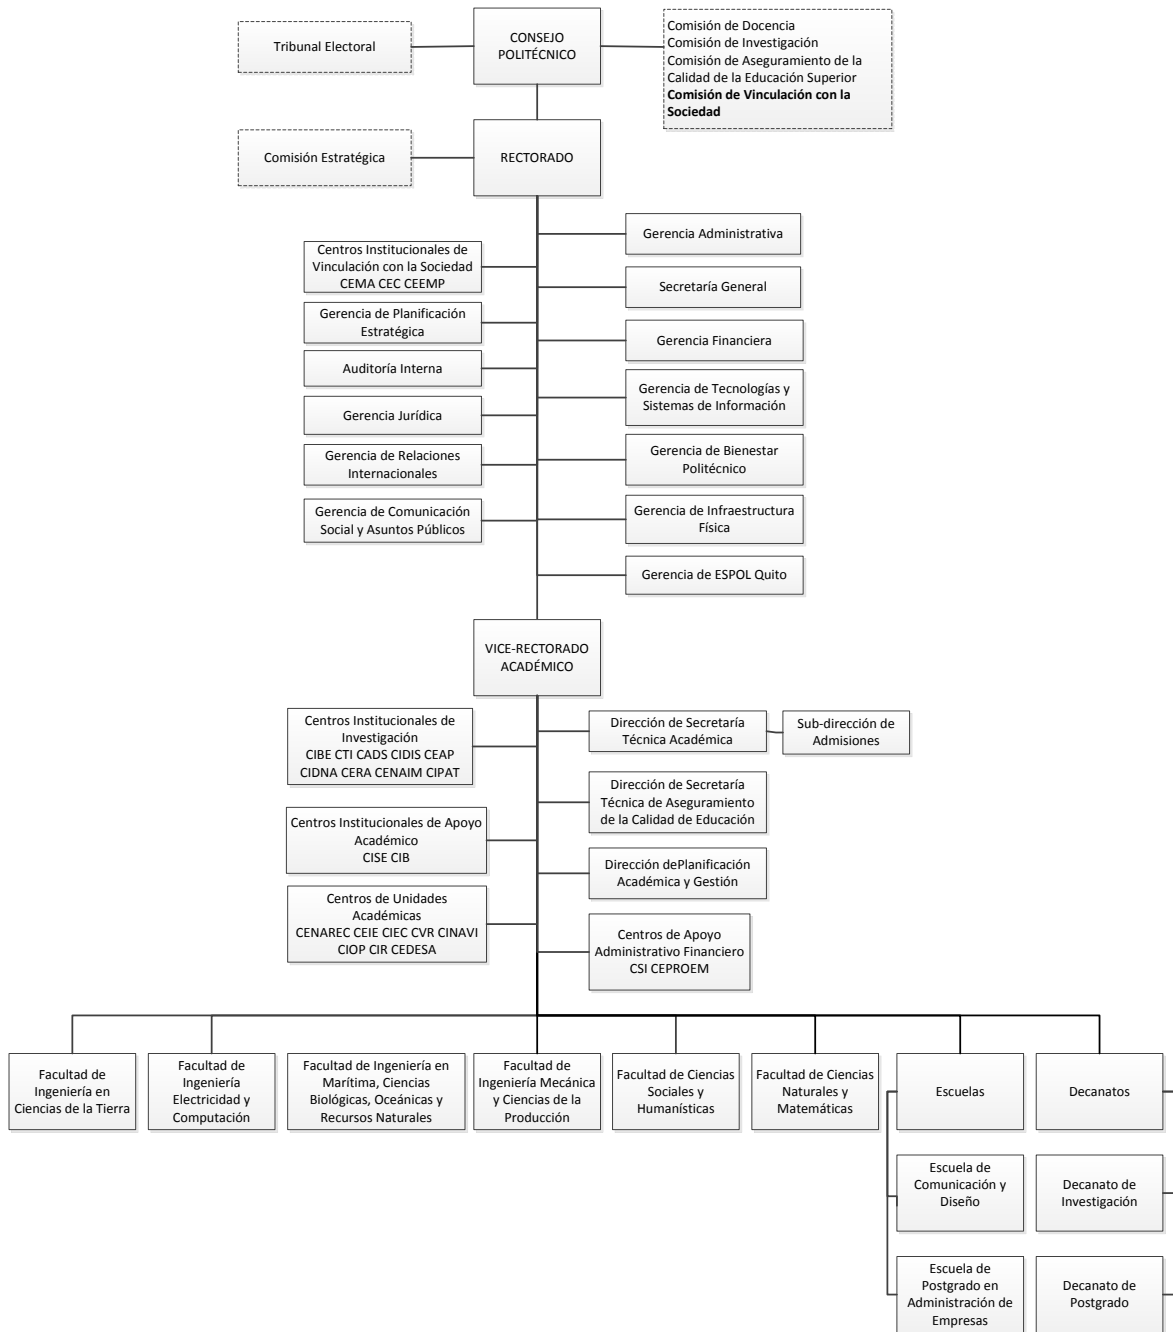 Tribunal Electoral
CONSEJO
POLITÉCNICO
Comisión de Docencia
Comisión de Investigación
Comisión de Aseguramiento de la
Calidad de la Educación Superior
Comisión de Vinculación con la
Sociedad
Comisión Estratégica
RECTORADO
Gerencia Administrativa
Centros Institucionales de
Vinculación con la Sociedad
CEMA CEC CEEMP
Secretaría General
Gerencia de Planificación
Estratégica
Gerencia Financiera
Auditoría Interna
Gerencia de Tecnologías y
Sistemas de Información
Gerencia Jurídica
Gerencia de Relaciones
Internacionales
Gerencia de Bienestar
Politécnico
Gerencia de Comunicación
Social y Asuntos Públicos
Gerencia de Infraestructura
Física
Gerencia de ESPOL Quito
VICE-RECTORADO
ACADÉMICO
Centros Institucionales de
Investigación
CIBE CTI CADS CIDIS CEAP
CIDNA CERA CENAIM CIPAT
Dirección de Secretaría
Técnica Académica
Sub-dirección de
Admisiones
Dirección de Secretaría
Técnica de Aseguramiento
de la Calidad de Educación
Centros Institucionales de Apoyo
Académico
CISE CIB
Dirección dePlanificación
Académica y Gestión
Centros de Unidades
Académicas
CENAREC CEIE CIEC CVR CINAVI
CIOP CIR CEDESA
Centros de Apoyo
Administrativo Financiero
CSI CEPROEM
Facultad de
Ingeniería en
Ciencias de la Tierra
Facultad de
Ingeniería
Electricidad y
Computación
Facultad de Ingeniería en
Marítima, Ciencias
Biológicas, Oceánicas y
Recursos Naturales
Facultad de
Ingeniería Mecánica
y Ciencias de la
Producción
Facultad de Ciencias
Sociales y
Humanísticas
Facultad de Ciencias
Naturales y
Matemáticas
Escuelas
Decanatos
Escuela de
Comunicación y
Diseño
Decanato de
Investigación
Escuela de
Postgrado en
Administración de
Empresas
Decanato de
Postgrado